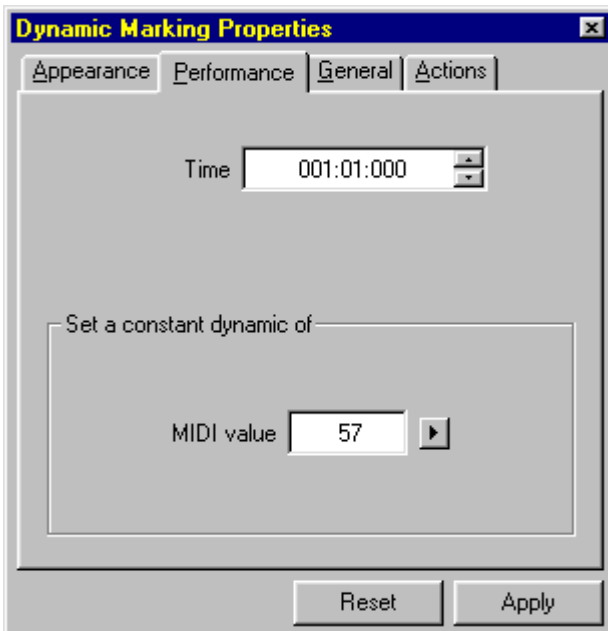 Dynamic Marking Properties
Appearance Performance General Actions
Time 001:01:000
Set a constant dynamic of
MIDI value 57
Reset Apply